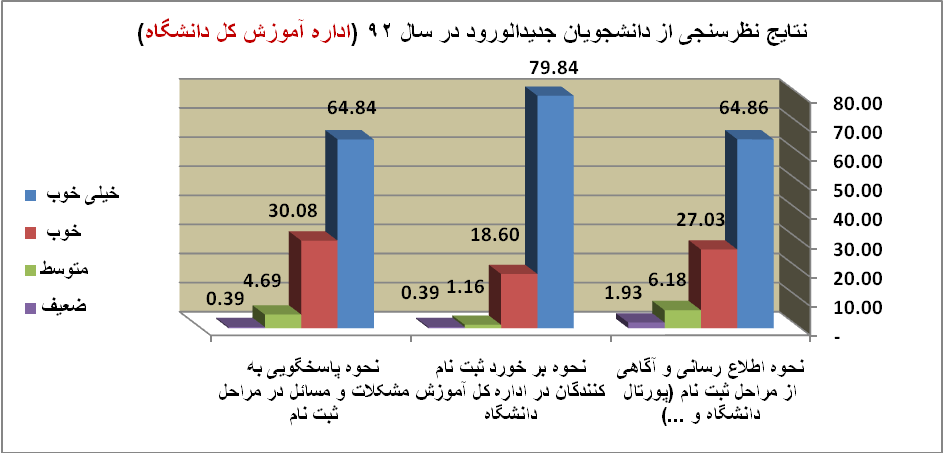 نتایج نظرسنجی از دانشجویان جدیدالورود در سال ۹۲ (اداره آموزش کل دانشگاه)
79.84
64.86
64.84
30.08
27.03
18.60
6.18
4.69
1.93
1.16
0.39
0.39
80.00
70.00
60.00
50.00
40.00
30.00
20.00
10.00
-
خیلی خوب
خوب
متوسط
ضعیف
نحوه اطلاع رسانی و آگاهی
از مراحل ثبت نام (پورتال
دانشگاه و ...)
نحوه بر خورد ثبت نام
کنندگان در اداره کل آموزش
دانشگاه
نحوه پاسخگویی به
مشکلات و مسائل در مراحل
ثبت نام